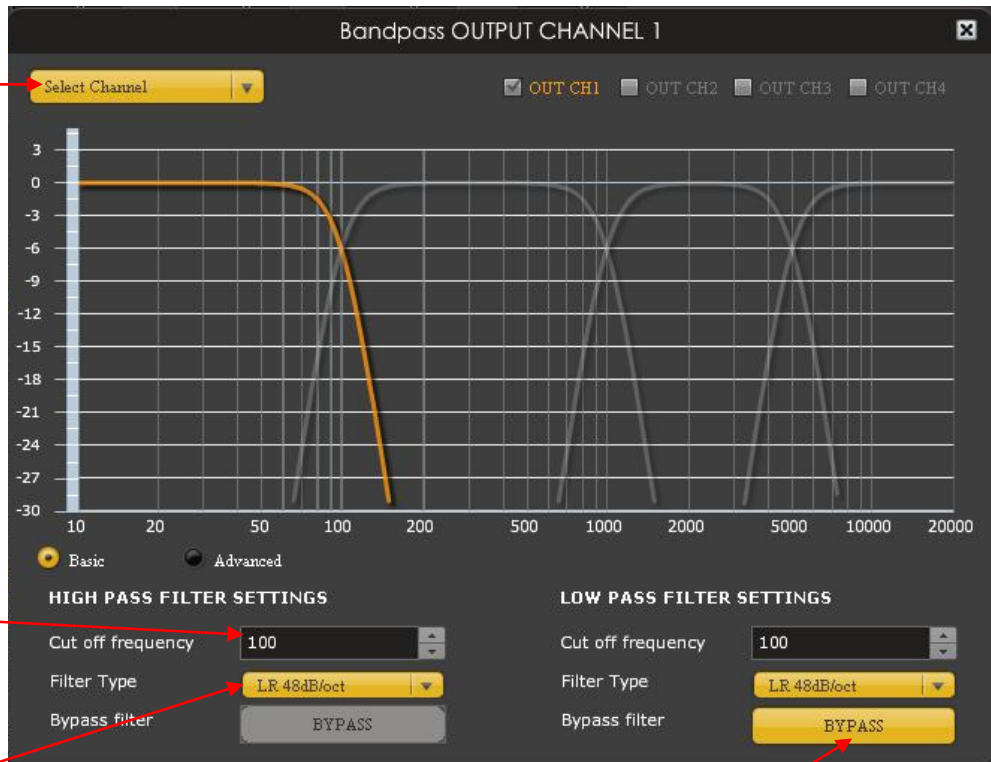 Bandpass OUTPUT CHANNEL 1
Select Channel
OUT CH1 OUT CH2 OUT CH3 OUT CH4
3
0
-3
-6
-9
-12
-15
-18
-21
-24
-27
-30
10 20 50 100 200 500 1000 2000 5000 10000 20000
Basic Advanced
HIGH PASS FILTER SETTINGS LOW PASS FILTER SETTINGS
Cut off frequency 100 Cut off frequency 100
Filter Type LR 48dB/oct Filter Type LR 48dB/oct
Bypass filter BYPASS Bypass filter BYPASS